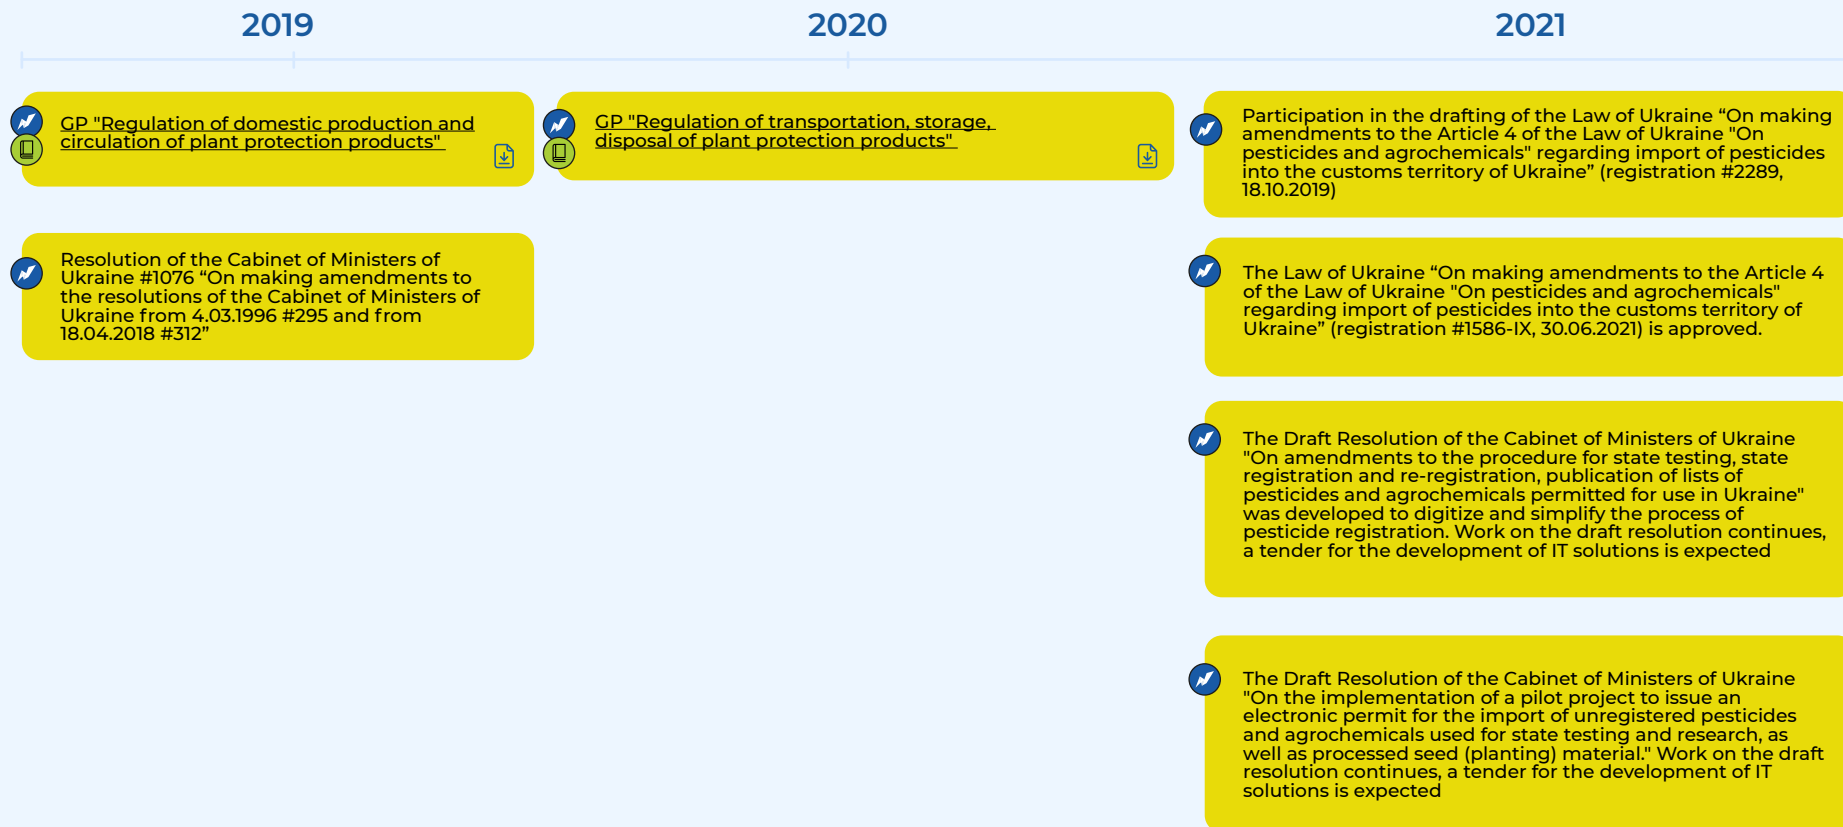 2019
2020
2021
GP "Regulation of domestic production and
circulation of plant protection products"
Resolution of the Cabinet of Ministers of
Ukraine #1076 “On making amendments to
the resolutions of the Cabinet of Ministers of
Ukraine from 4.03.1996 #295 and from
18.04.2018 #312”
GP "Regulation of transportation, storage,
disposal of plant protection products"
Participation in the drafting of the Law of Ukraine “On making
amendments to the Article 4 of the Law of Ukraine "On
pesticides and agrochemicals" regarding import of pesticides
into the customs territory of Ukraine” (registration #2289,
18.10.2019)
The Law of Ukraine “On making amendments to the Article 4
of the Law of Ukraine "On pesticides and agrochemicals"
regarding import of pesticides into the customs territory of
Ukraine” (registration #1586-IX, 30.06.2021) is approved.
The Draft Resolution of the Cabinet of Ministers of Ukraine
"On amendments to the procedure for state testing, state
registration and re-registration, publication of lists of
pesticides and agrochemicals permitted for use in Ukraine"
was developed to digitize and simplify the process of
pesticide registration. Work on the draft resolution continues,
a tender for the development of IT solutions is expected
The Draft Resolution of the Cabinet of Ministers of Ukraine
"On the implementation of a pilot project to issue an
electronic permit for the import of unregistered pesticides
and agrochemicals used for state testing and research, as
well as processed seed (planting) material." Work on the draft
resolution continues, a tender for the development of IT
solutions is expected